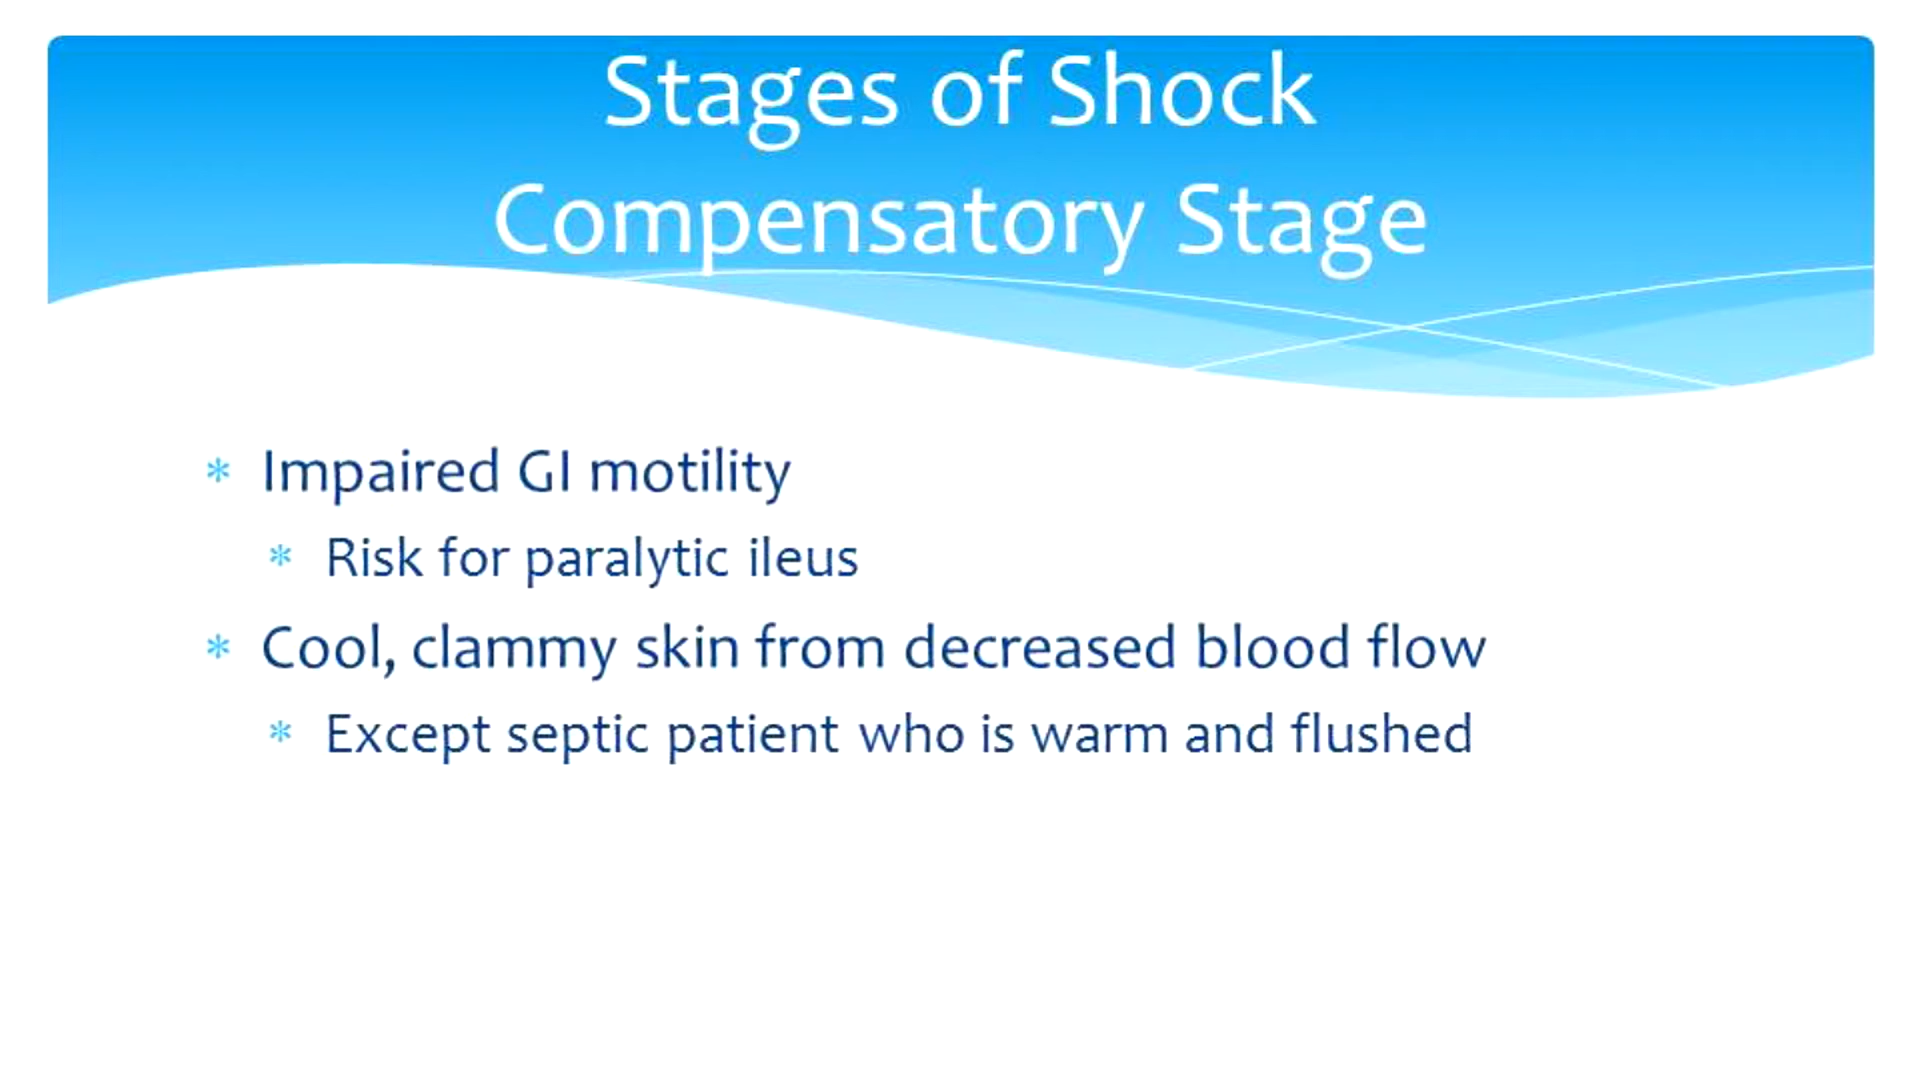 Stages of Shock
Compensatory Stage
* Impaired GI motility
* Risk for paralytic ileus
* Cool, clammy skin from decreased blood flow
* Except septic patient who is warm and flushed